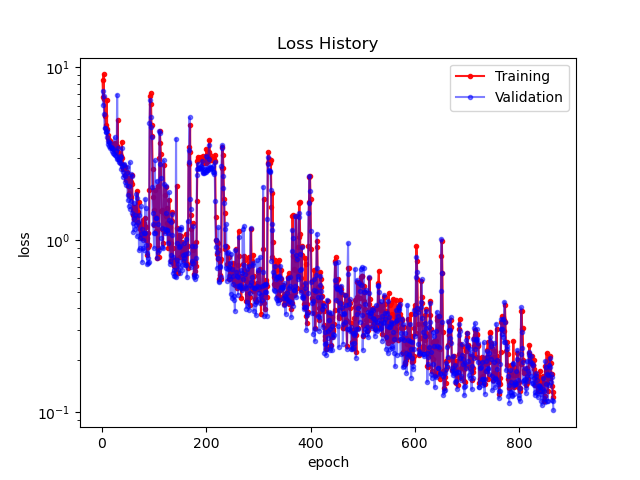 Loss History
Training
Validation
loss
10¹
10⁰
10⁻¹
0 200 400 600 800
epoch